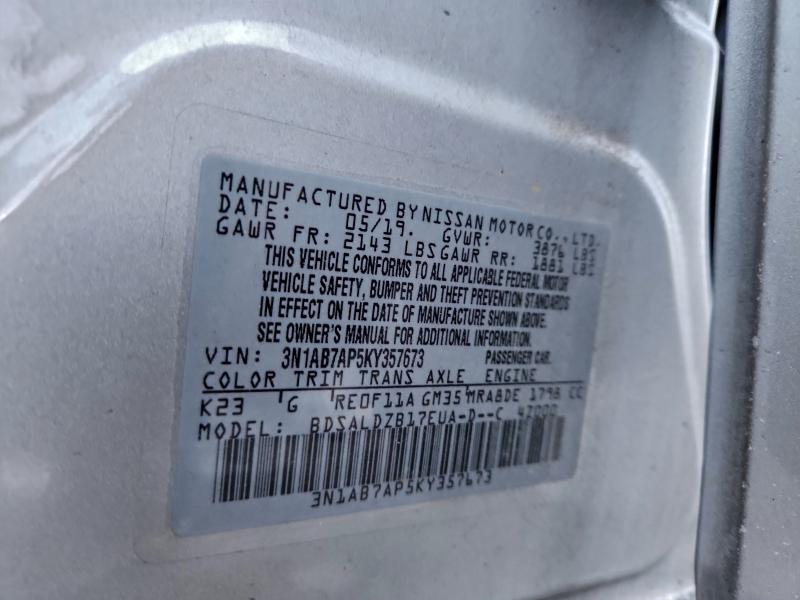 MANUFACTURED BY NISSAN MOTOR CO., LTD.
DATE: 05/19. GVWR: 3876 LBS
GAWR FR: 2143 LBS GAWR RR: 1881 LBS
THIS VEHICLE CONFORMS TO ALL APPLICABLE FEDERAL MOTOR
VEHICLE SAFETY, BUMPER AND THEFT PREVENTION STANDARDS
IN EFFECT ON THE DATE OF MANUFACTURE SHOWN ABOVE.
SEE OWNER'S MANUAL FOR ADDITIONAL INFORMATION.
VIN: 3N1AB7AP5KY357673 PASSENGER CAR.
COLOR TRIM TRANS AXLE ENGINE
K23 G RE0F11A GM35 MRA8DE 1798 CC
MODEL: BDSALDZB17EUA-D--C 47000
3N1AB7AP5KY357673